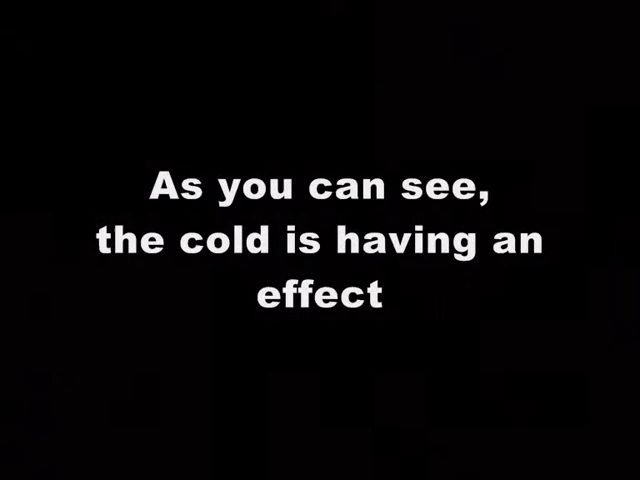 As you can see,
the cold is having an
effect